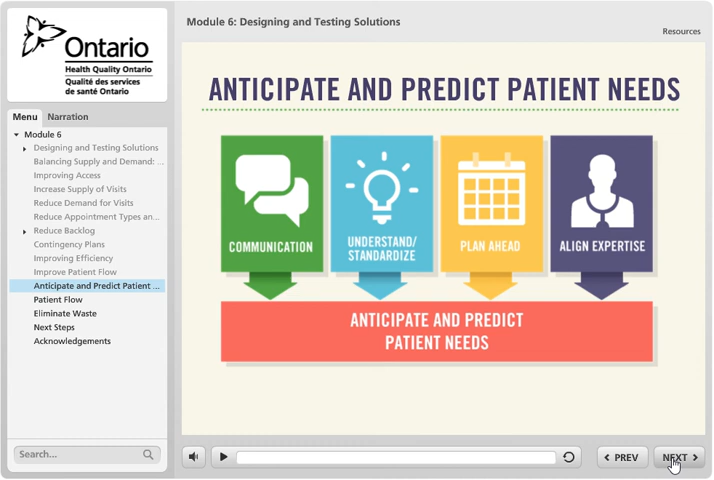 Ontario
Health Quality Ontario
Qualité des services
de santé Ontario
Module 6: Designing and Testing Solutions
Resources
Menu
Narration
Module 6
Designing and Testing Solutions
Balancing Supply and Demand: ...
Improving Access
Increase Supply of Visits
Reduce Demand for Visits
Reduce Appointment Types an...
Reduce Backlog
Contingency Plans
Improving Efficiency
Improve Patient Flow
Anticipate and Predict Patient ...
Patient Flow
Eliminate Waste
Next Steps
Acknowledgements
Search...
ANTICIPATE AND PREDICT PATIENT NEEDS
COMMUNICATION
UNDERSTAND/
STANDARDIZE
PLAN AHEAD
ALIGN EXPERTISE
ANTICIPATE AND PREDICT
PATIENT NEEDS
PREV
NEXT